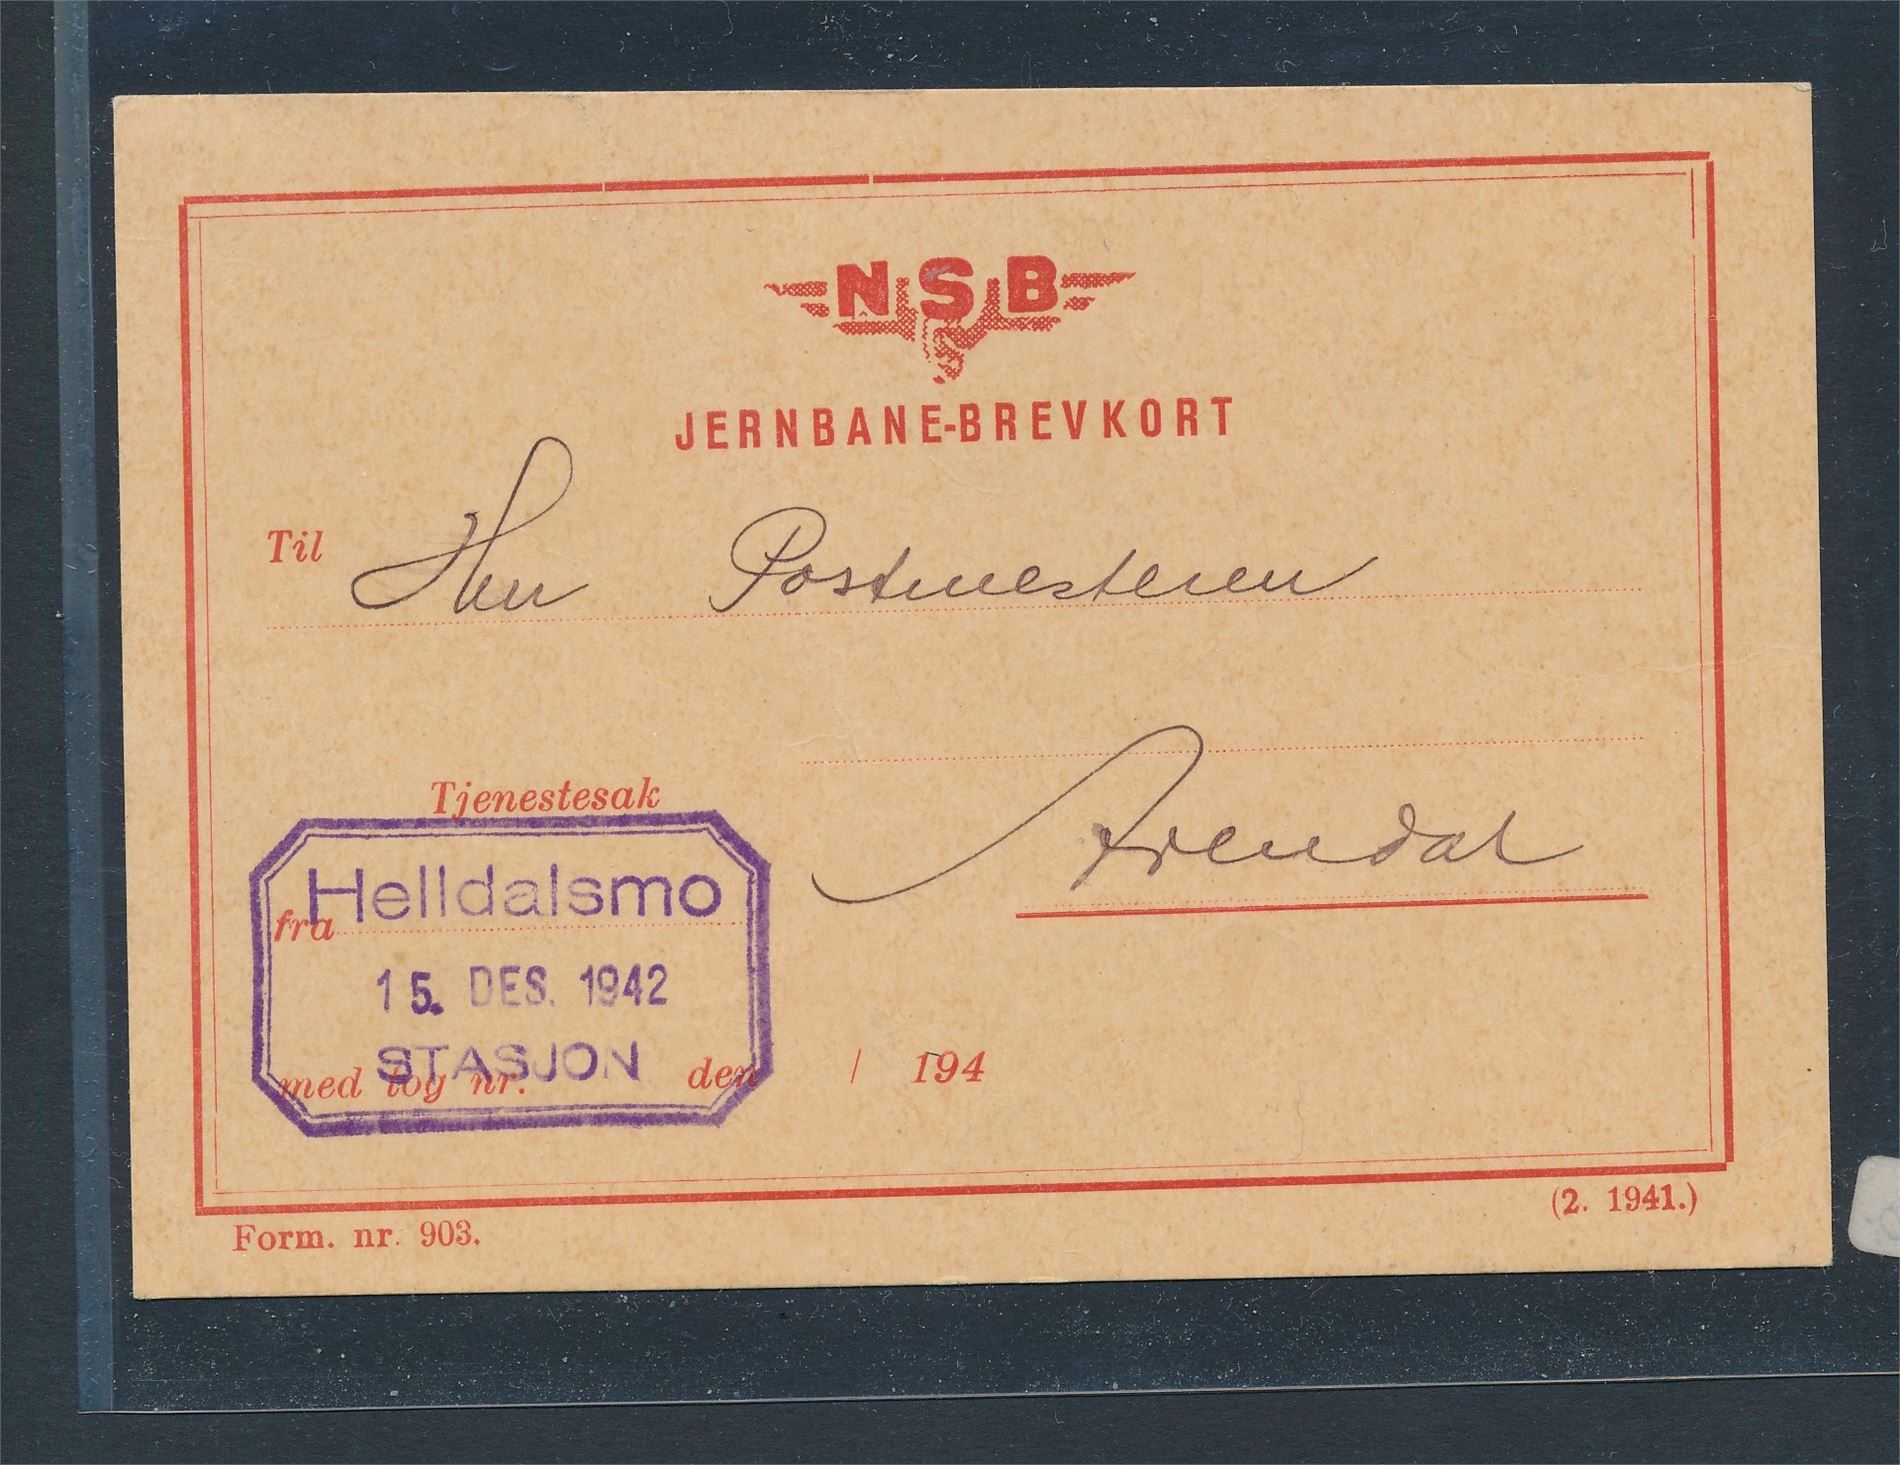 NSB
JERNBANE-BREVKORT
Til Herr Postmesteren
Arendal
Tjenestesak
fra Helldalsmo
15. DES. 1942
STASJON
med tog nr. den / 194
Form. nr. 903.
(2. 1941.)